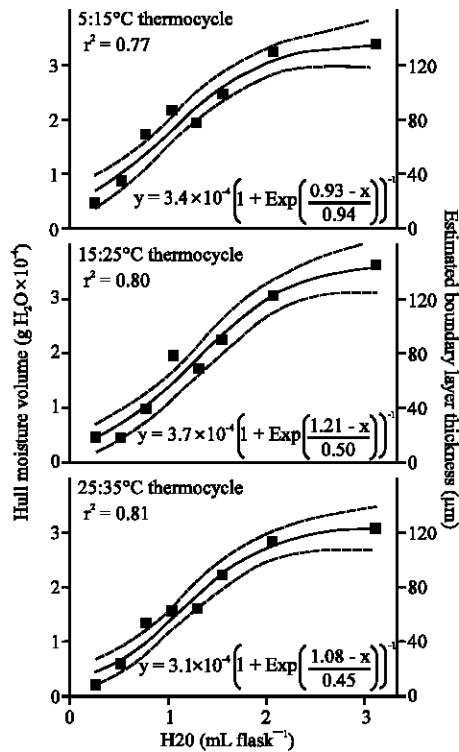 5:15°C thermocycle
r² = 0.77
3
2
1
0
120
80
40
0
y = 3.4×10⁻⁴(1 + Exp(0.93 - x / 0.94))⁻¹
15:25°C thermocycle
r² = 0.80
3
2
1
0
120
80
40
0
y = 3.7×10⁻⁴(1 + Exp(1.21 - x / 0.50))⁻¹
25:35°C thermocycle
r² = 0.81
3
2
1
0
120
80
60
0
y = 3.1×10⁻⁴(1 + Exp(1.08 - x / 0.45))⁻¹
0 1 2 3
H20 (mL flask⁻¹)
Hull moisture volume (g H₂O×10⁻⁴)
Estimated boundary layer thickness (µm)